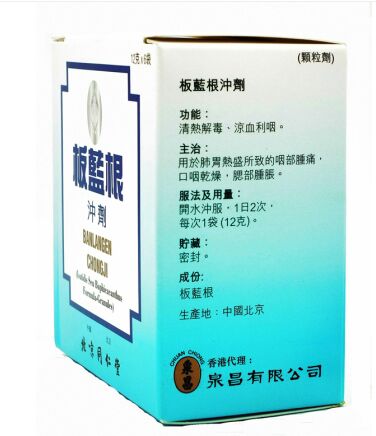 12克 x 6袋
板藍根
沖劑
BANLANGEN
CHONGJI
北京同仁堂
(顆粒劑)
板藍根沖劑
功能：
清熱解毒、涼血利咽。
主治：
用於肺胃熱盛所致的咽部腫痛，
口咽乾燥，腮部腫脹。
服法及用量：
開水沖服，1日2次，
每次1袋 (12克)。
貯藏：
密封。
成份:
板藍根
生產地：中國北京
CHUAN CHONG
泉昌
香港代理：
泉昌有限公司